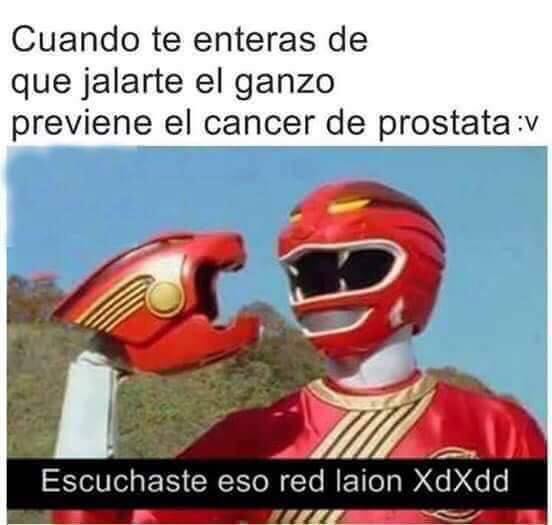 Cuando te enteras de
que jalarte el ganzo
previene el cancer de prostata :v
Escuchaste eso red laion XdXdd